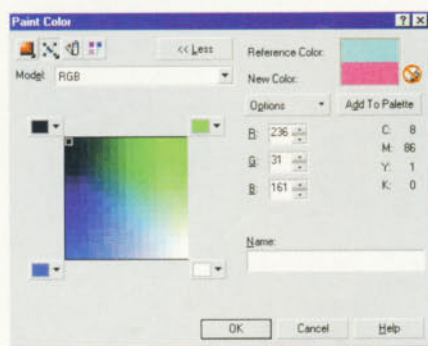 Paint Color
<< Less
Reference Color:
Model: RGB
New Color:
Options
Add To Palette
R: 236
C: 8
M: 86
G: 31
Y: 1
B: 161
K: 0
Name:
OK
Cancel
Help